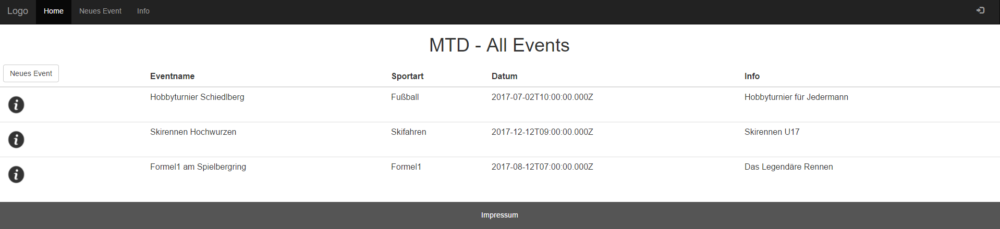 Logo Home Neues Event Info
MTD - All Events
Neues Event Eventname Sportart Datum Info
Hobbyturnier Schiedlberg Fußball 2017-07-02T10:00:00.000Z Hobbyturnier für Jedermann
Skirennen Hochwurzen Skifahren 2017-12-12T09:00:00.000Z Skirennen U17
Formel1 am Spielbergring Formel1 2017-08-12T07:00:00.000Z Das Legendäre Rennen
Impressum